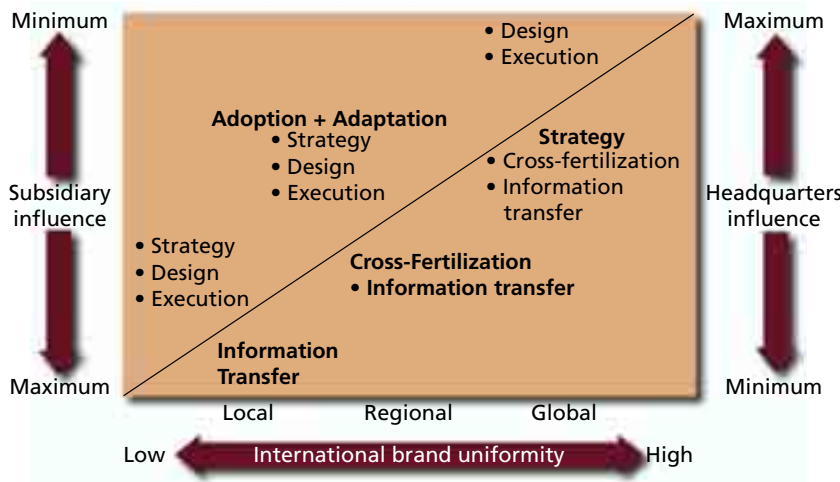 Minimum
Maximum
• Design
• Execution
Adoption + Adaptation
• Strategy
• Design
• Execution
Strategy
• Cross-fertilization
• Information
transfer
Subsidiary
influence
Headquarters
influence
• Strategy
• Design
• Execution
Cross-Fertilization
• Information transfer
Information
Transfer
Maximum
Minimum
Local
Regional
Global
Low
International brand uniformity
High